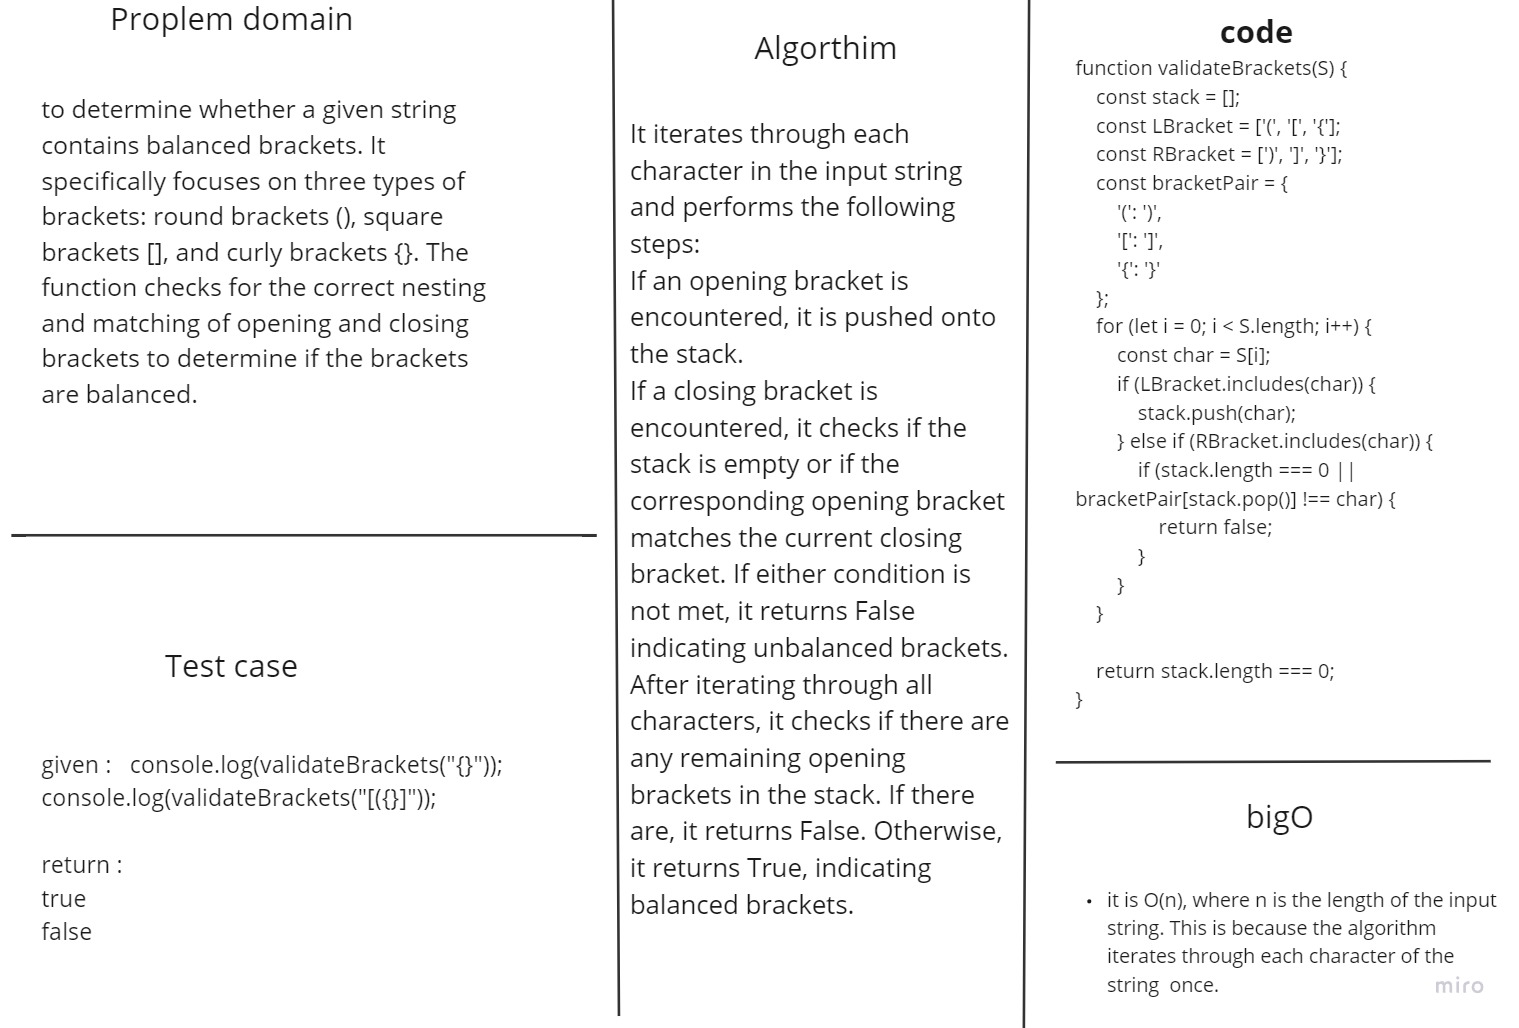 Proplem domain
to determine whether a given string
contains balanced brackets. It
specifically focuses on three types of
brackets: round brackets (), square
brackets [], and curly brackets {}. The
function checks for the correct nesting
and matching of opening and closing
brackets to determine if the brackets
are balanced.
Test case
given :   console.log(validateBrackets("{}"));
console.log(validateBrackets("[({}]"));
return :
true
false
Algorthim
It iterates through each
character in the input string
and performs the following
steps:
If an opening bracket is
encountered, it is pushed onto
the stack.
If a closing bracket is
encountered, it checks if the
stack is empty or if the
corresponding opening bracket
matches the current closing
bracket. If either condition is
not met, it returns False
indicating unbalanced brackets.
After iterating through all
characters, it checks if there are
any remaining opening
brackets in the stack. If there
are, it returns False. Otherwise,
it returns True, indicating
balanced brackets.
code
function validateBrackets(S) {
    const stack = [];
    const LBracket = ['(', '[', '{'];
    const RBracket = [')', ']', '}'];
    const bracketPair = {
        '(': ')',
        '[': ']',
        '{': '}'
    };
    for (let i = 0; i < S.length; i++) {
        const char = S[i];
        if (LBracket.includes(char)) {
            stack.push(char);
        } else if (RBracket.includes(char)) {
            if (stack.length === 0 ||
bracketPair[stack.pop()] !== char) {
                return false;
            }
        }
    }
    return stack.length === 0;
}
bigO
• it is O(n), where n is the length of the input
string. This is because the algorithm
iterates through each character of the
string  once.
miro